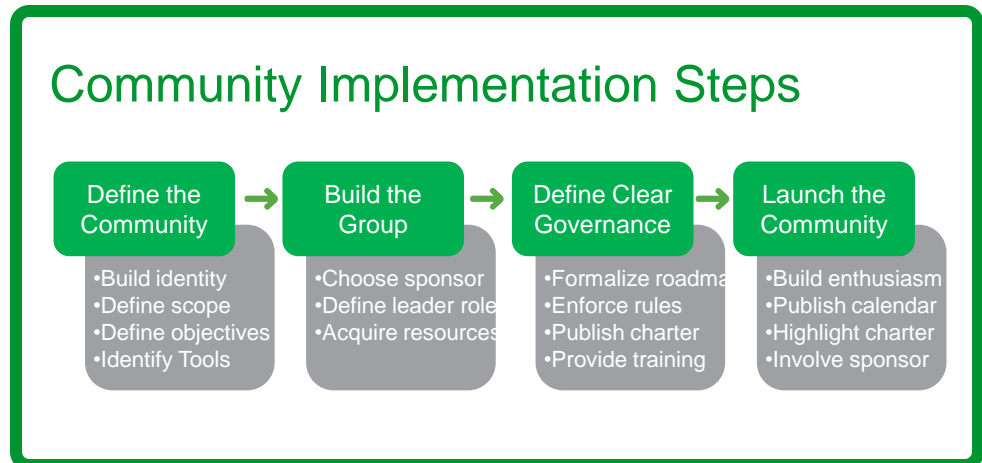 Community Implementation Steps
Define the
Community
•Build identity
•Define scope
•Define objectives
•Identify Tools
Build the
Group
•Choose sponsor
•Define leader role
•Acquire resources
Define Clear
Governance
•Formalize roadma
•Enforce rules
•Publish charter
•Provide training
Launch the
Community
•Build enthusiasm
•Publish calendar
•Highlight charter
•Involve sponsor